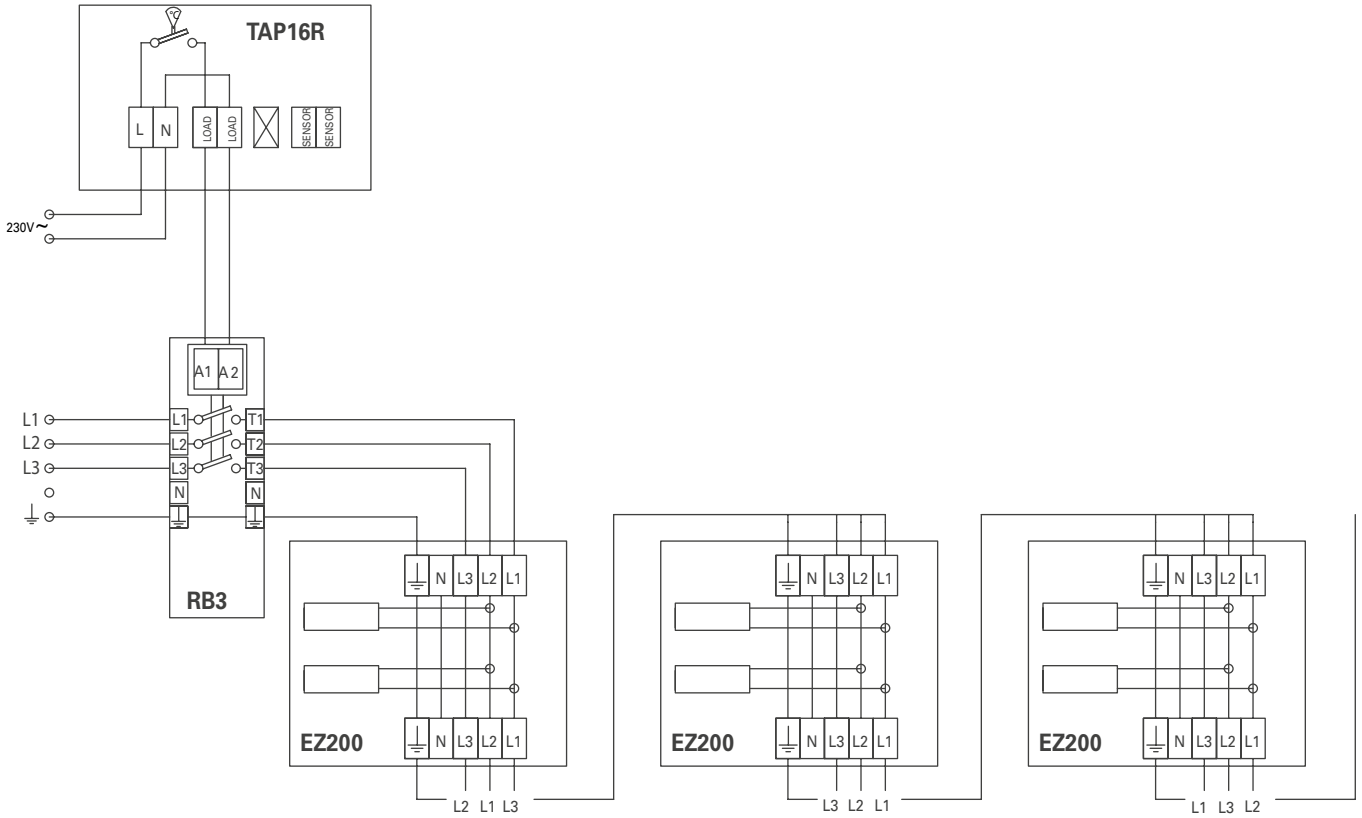 TAP16R
°C
L N LOAD LOAD SENSOR SENSOR
230V~
A1 A2
L1 L1 T1
L2 L2 T2
L3 L3 T3
N N
RB3
N L3 L2 L1
EZ200
N L3 L2 L1
L2 L1 L3
N L3 L2 L1
EZ200
N L3 L2 L1
L3 L2 L1
N L3 L2 L1
EZ200
N L3 L2 L1
L1 L3 L2